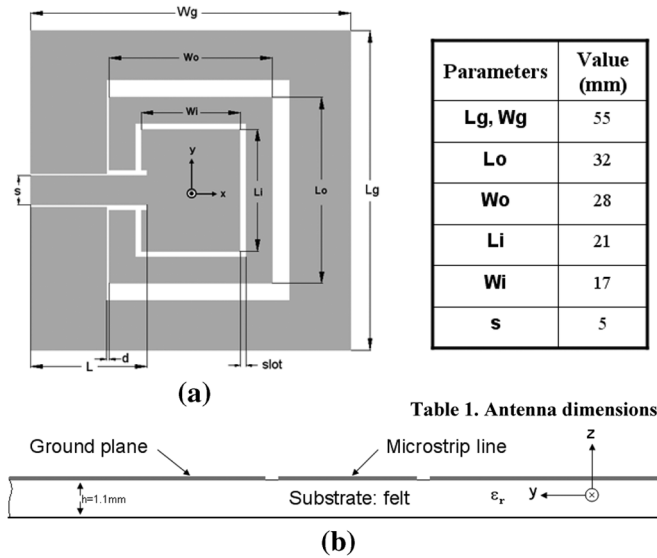 Wg
Wo
Wi
y
x
s
Li
Lo
Lg
d
L
slot
(a)
Parameters Value (mm)
Lg, Wg 55
Lo 32
Wo 28
Li 21
Wi 17
s 5
Table 1. Antenna dimensions
Ground plane
Microstrip line
z
h=1.1mm
Substrate: felt
εr
y
(b)